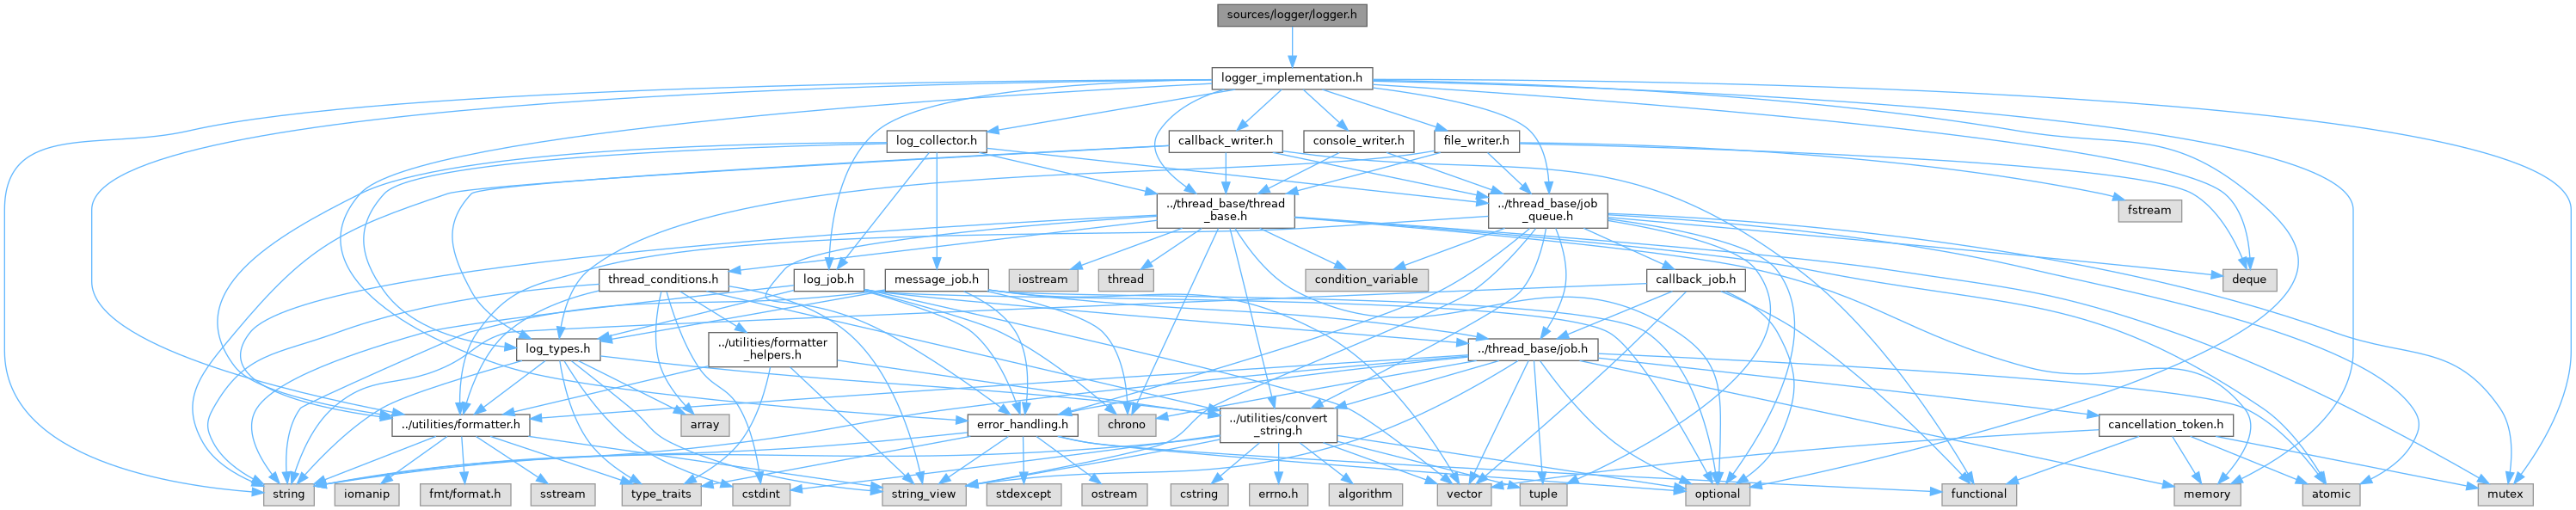 sources/logger/logger.h
logger_implementation.h
log_collector.h
callback_writer.h
console_writer.h
file_writer.h
../thread_base/thread
_base.h
../thread_base/job
_queue.h
fstream
thread_conditions.h
log_job.h
message_job.h
iostream
thread
condition_variable
callback_job.h
deque
log_types.h
../utilities/formatter
_helpers.h
../thread_base/job.h
../utilities/formatter.h
array
error_handling.h
chrono
../utilities/convert
_string.h
cancellation_token.h
string
iomanip
fmt/format.h
sstream
type_traits
cstdint
string_view
stdexcept
ostream
cstring
errno.h
algorithm
vector
tuple
optional
functional
memory
atomic
mutex